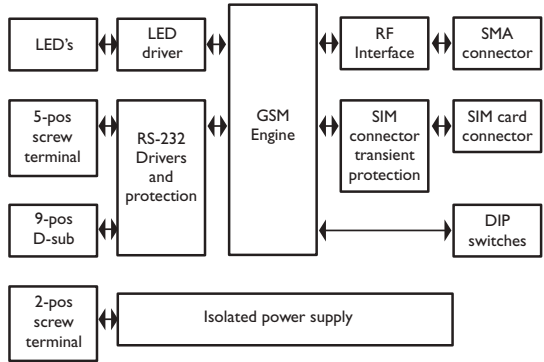 LED's
LED
driver
GSM
Engine
RF
Interface
SMA
connector
5-pos
screw
terminal
RS-232
Drivers
and
protection
SIM
connector
transient
protection
SIM card
connector
9-pos
D-sub
DIP
switches
2-pos
screw
terminal
Isolated power supply